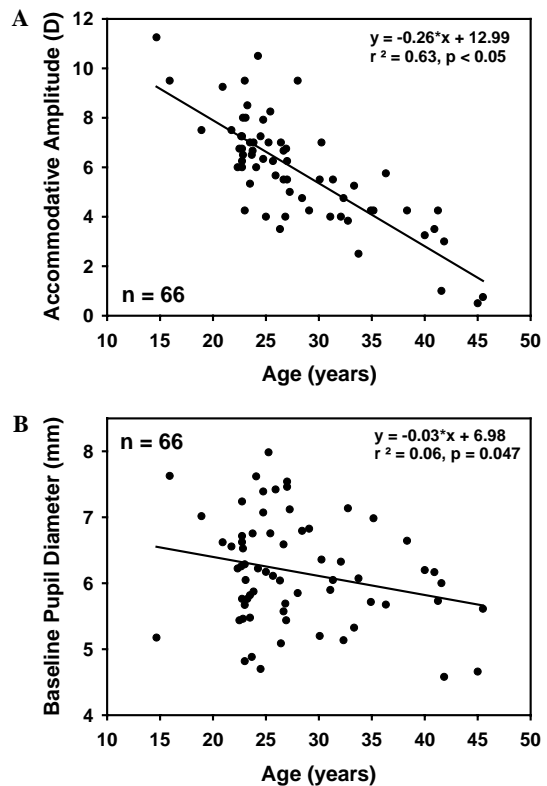 A
Accommodative Amplitude (D)
12
10
8
6
4
2
0
y = -0.26*x + 12.99
r ² = 0.63, p < 0.05
n = 66
10 15 20 25 30 35 40 45 50
Age (years)
B
Baseline Pupil Diameter (mm)
8
7
6
5
4
n = 66
y = -0.03*x + 6.98
r ² = 0.06, p = 0.047
10 15 20 25 30 35 40 45 50
Age (years)